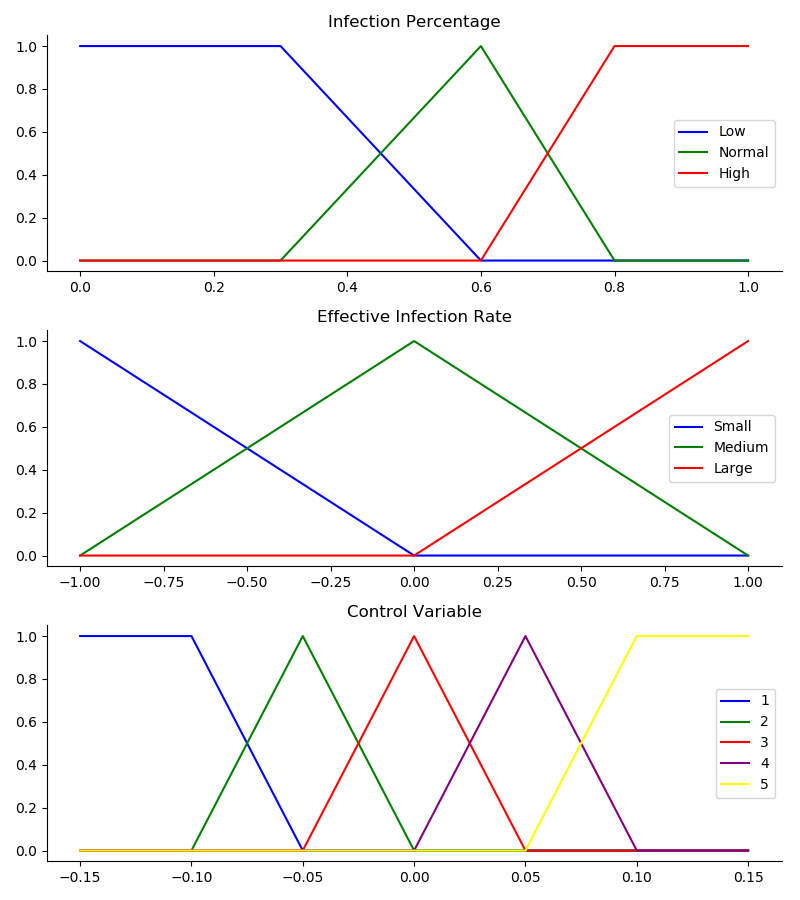 Infection Percentage
1.0
0.8
0.6
0.4
0.2
0.0
Low
Normal
High
0.0 0.2 0.4 0.6 0.8 1.0
Effective Infection Rate
1.0
0.8
0.6
0.4
0.2
0.0
Small
Medium
Large
−1.00 −0.75 −0.50 −0.25 0.00 0.25 0.50 0.75 1.00
Control Variable
1.0
0.8
0.6
0.4
0.2
0.0
1
2
3
4
5
−0.15 −0.10 −0.05 0.00 0.05 0.10 0.15